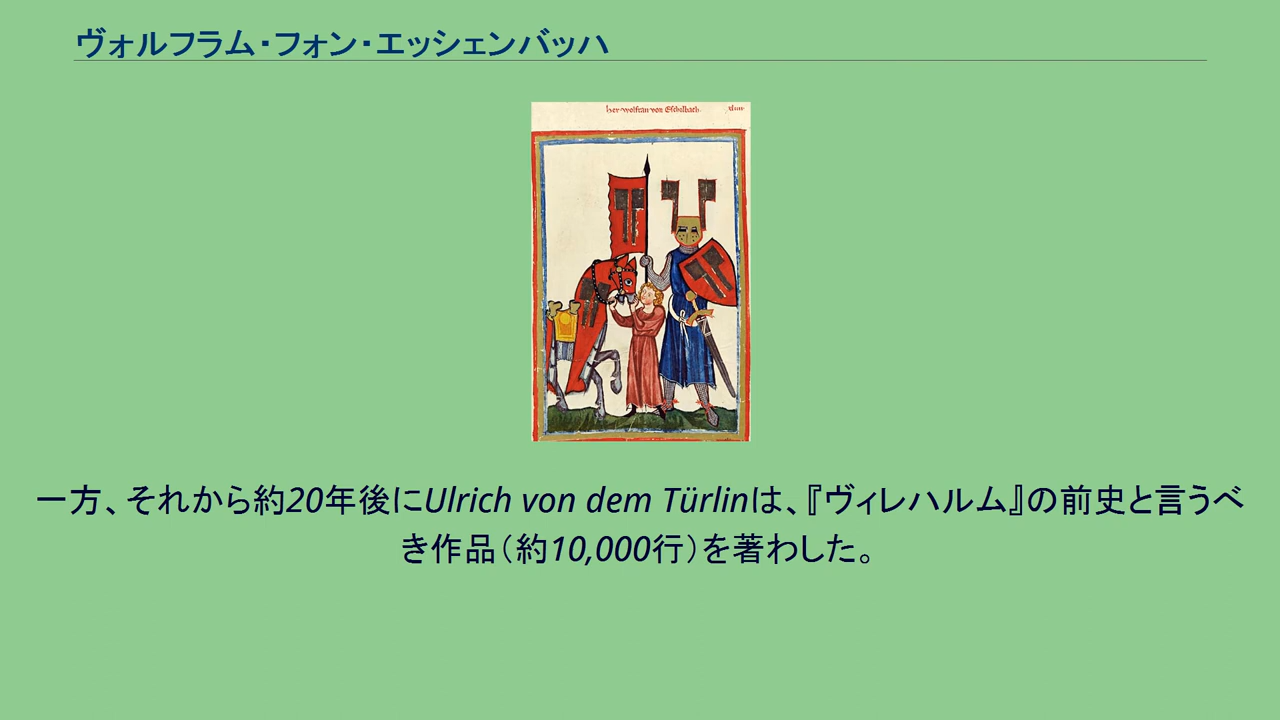 ヴォルフラム・フォン・エッシェンバッハ
her wolfran von Eschelbach.
一方、それから約20年後にUlrich von dem Türlinは、『ヴィレハルム』の前史と言うべ
き作品（約10,000行）を著わした。